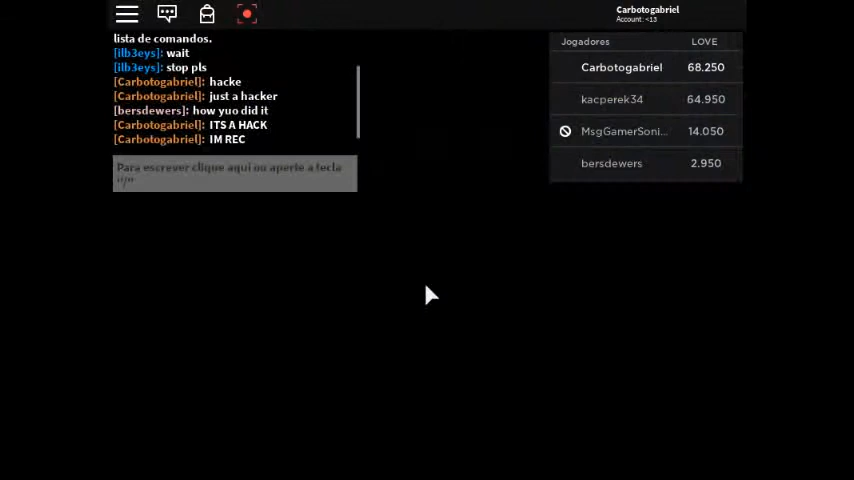 Carbotogabriel
Account: <13
lista de comandos.
[ilb3eys]: wait
[ilb3eys]: stop pls
[Carbotogabriel]: hacke
[Carbotogabriel]: just a hacker
[bersdewers]: how yuo did it
[Carbotogabriel]: ITS A HACK
[Carbotogabriel]: IM REC
Para escrever clique aqui ou aperte a tecla
"/"
Jogadores LOVE
Carbotogabriel 68.250
kacperek34 64.950
MsgGamerSoni... 14.050
bersdewers 2.950